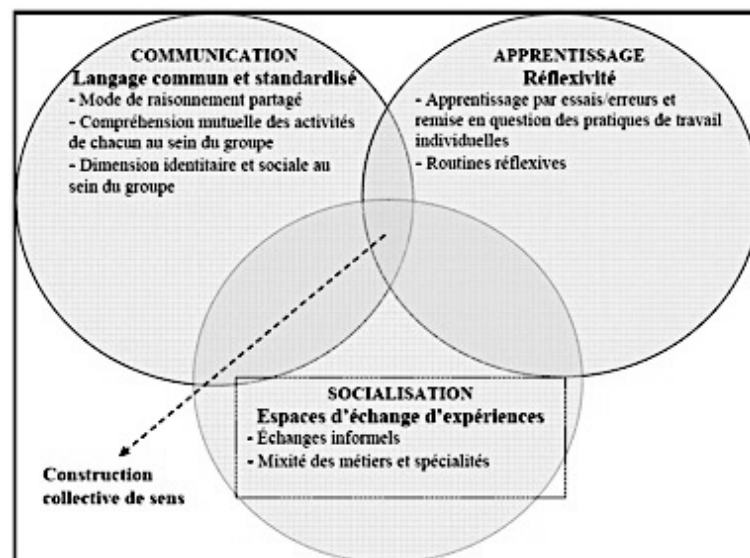 COMMUNICATION
Langage commun et standardisé
- Mode de raisonnement partagé
- Compréhension mutuelle des activités
de chacun au sein du groupe
- Dimension identitaire et sociale au
sein du groupe
APPRENTISSAGE
Réflexivité
- Apprentissage par essais/erreurs et
remise en question des pratiques de travail
individuelles
- Routines réflexives
SOCIALISATION
Espaces d'échange d'expériences
- Échanges informels
- Mixité des métiers et spécialités
Construction
collective de sens